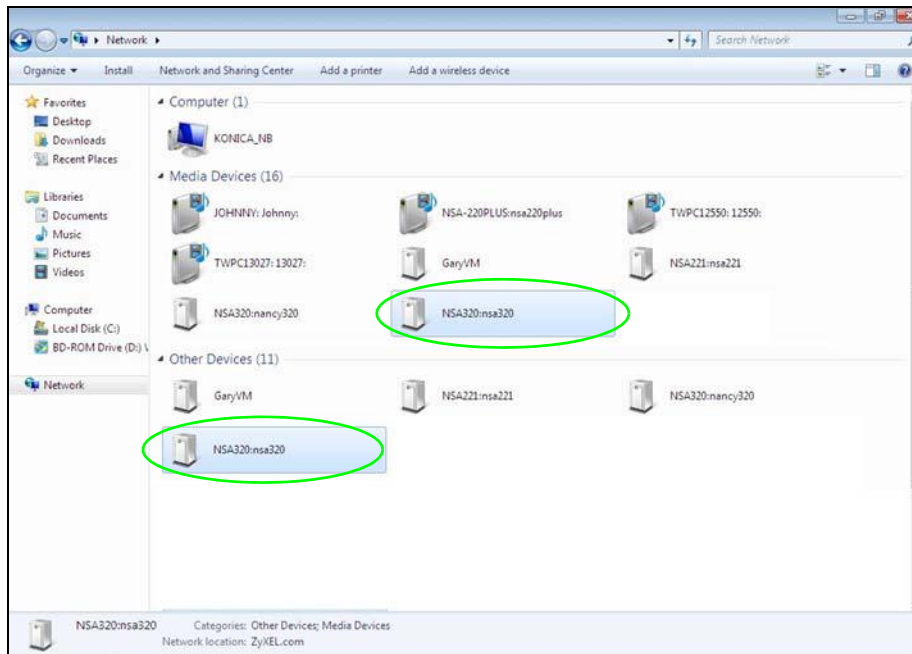 Network
Search Network
Organize Install Network and Sharing Center Add a printer Add a wireless device
Favorites
Desktop
Downloads
Recent Places
Libraries
Documents
Music
Pictures
Videos
Computer
Local Disk (C:)
BD-ROM Drive (D:) \
Network
Computer (1)
KONICA_NB
Media Devices (16)
JOHNNY: Johnny: NSA-220PLUS:nsa220plus TWPC12550: 12550:
TWPC13027: 13027: GaryVM NSA221:nsa221
NSA320:nancy320 NSA320:nsa320
Other Devices (11)
GaryVM NSA221:nsa221 NSA320:nancy320
NSA320:nsa320
NSA320:nsa320 Categories: Other Devices; Media Devices
Network location: ZyXEL.com